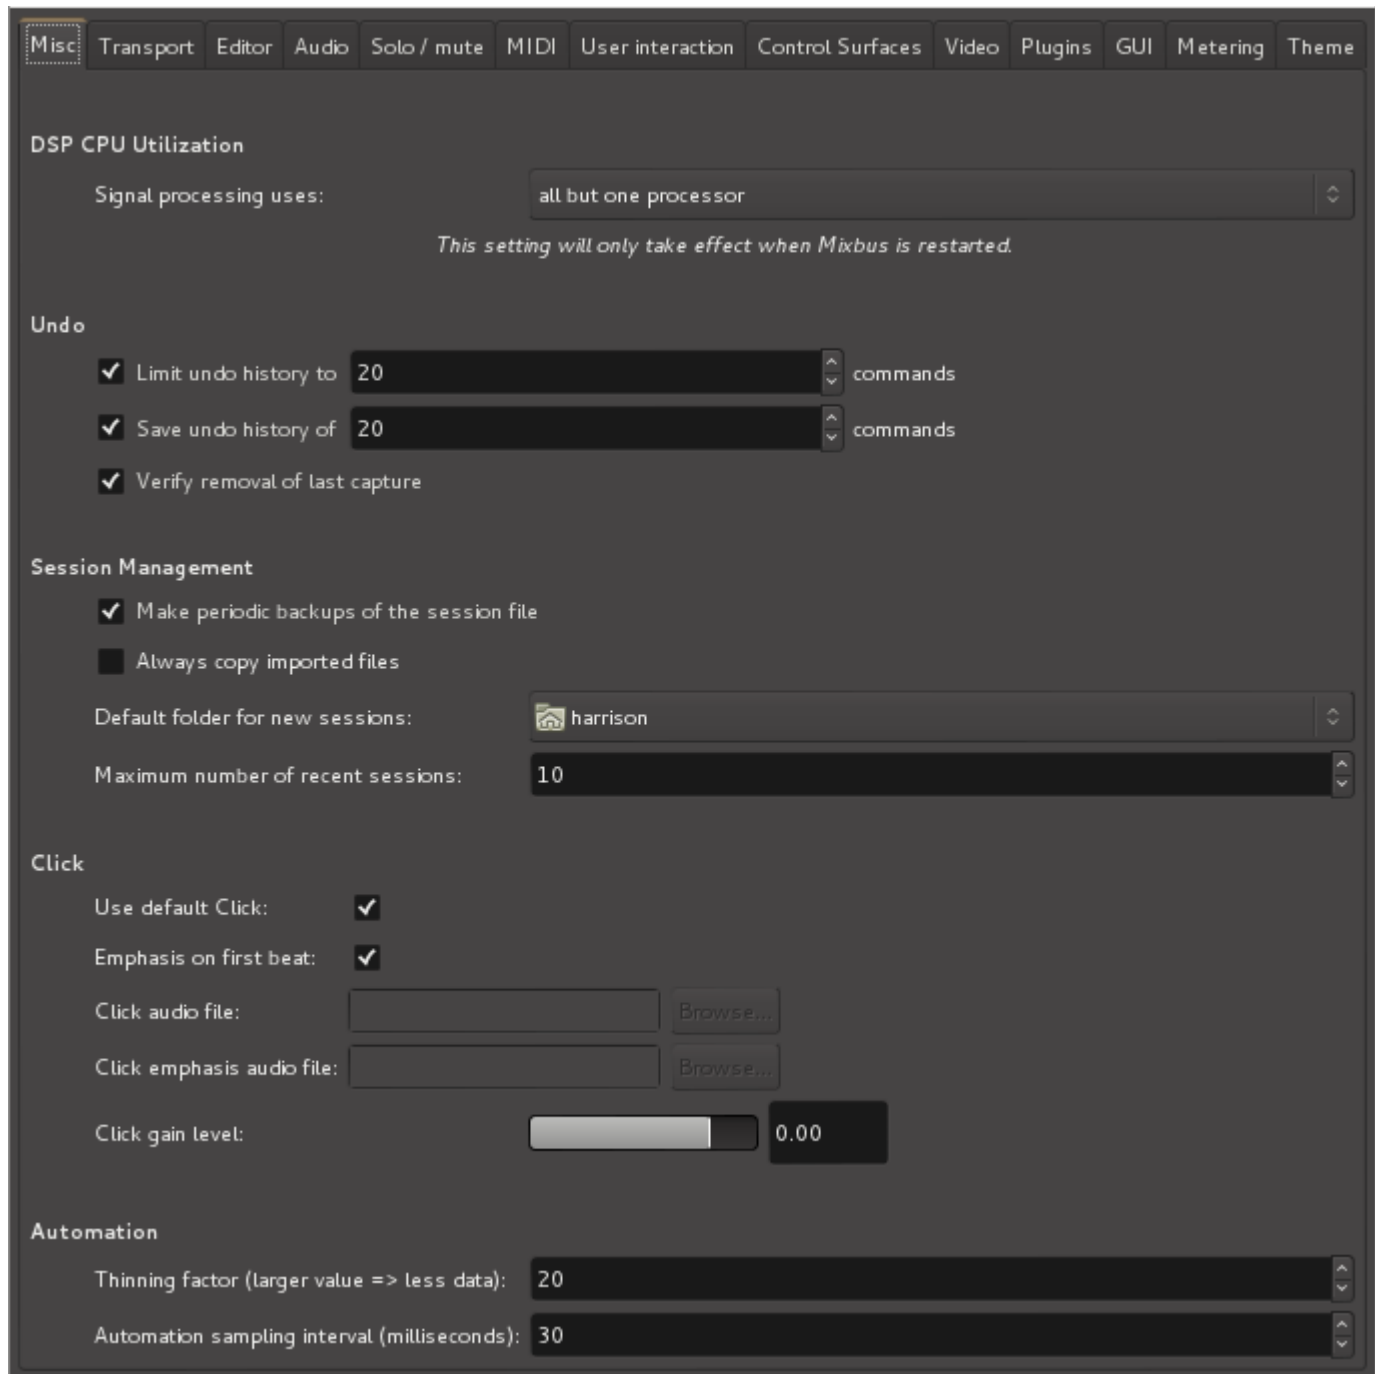 Misc Transport Editor Audio Solo / mute MIDI User interaction Control Surfaces Video Plugins GUI Metering Theme
DSP CPU Utilization
Signal processing uses: all but one processor
This setting will only take effect when Mixbus is restarted.
Undo
Limit undo history to 20 commands
Save undo history of 20 commands
Verify removal of last capture
Session Management
Make periodic backups of the session file
Always copy imported files
Default folder for new sessions: harrison
Maximum number of recent sessions: 10
Click
Use default Click:
Emphasis on first beat:
Click audio file: Browse...
Click emphasis audio file: Browse...
Click gain level: 0.00
Automation
Thinning factor (larger value => less data): 20
Automation sampling interval (milliseconds): 30